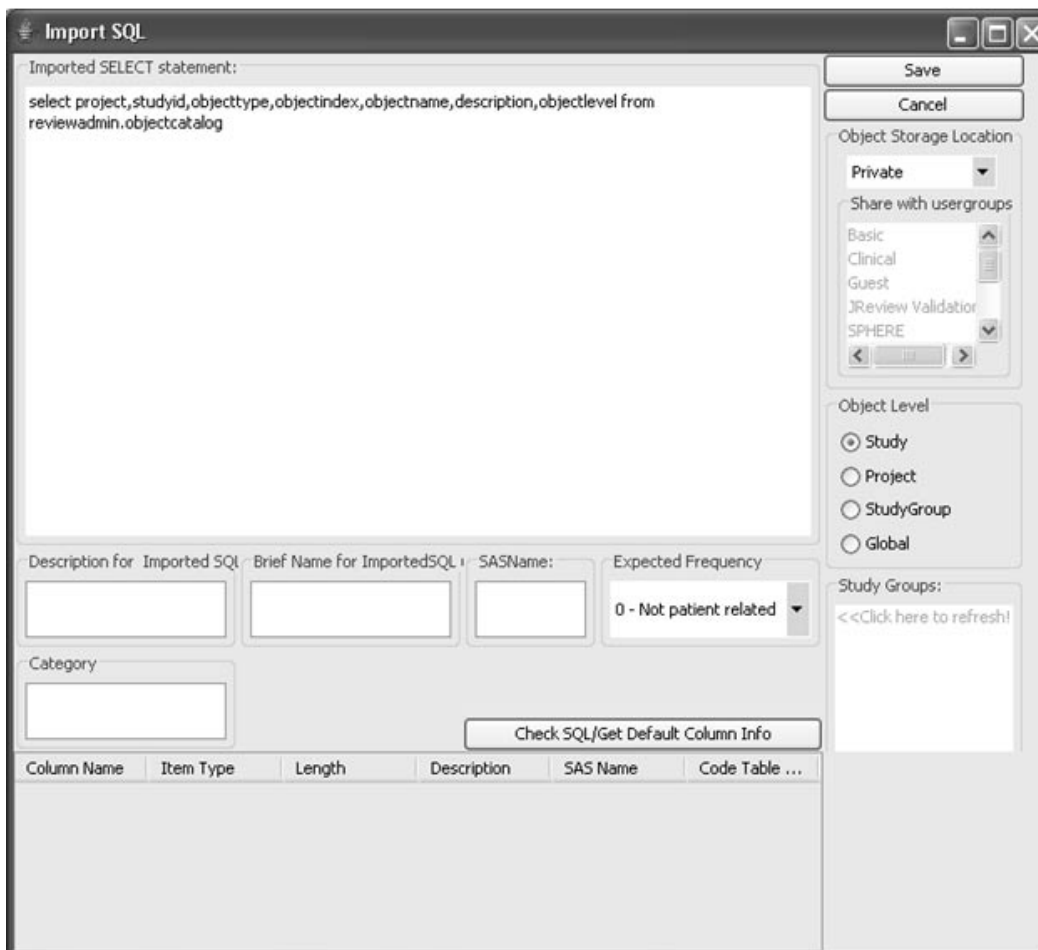 Import SQL
Imported SELECT statement:
select project,studyid,objecttype,objectindex,objectname,description,objectlevel from
reviewadmin.objectcatalog
Save
Cancel
Object Storage Location
Private
Share with usergroups
Basic
Clinical
Guest
JReview Validation
SPHERE
Object Level
Study
Project
StudyGroup
Global
Description for Imported SQL
Brief Name for ImportedSQL
SASName:
Expected Frequency
0 - Not patient related
Study Groups:
<<Click here to refresh!
Category
Check SQL/Get Default Column Info
Column Name Item Type Length Description SAS Name Code Table ...